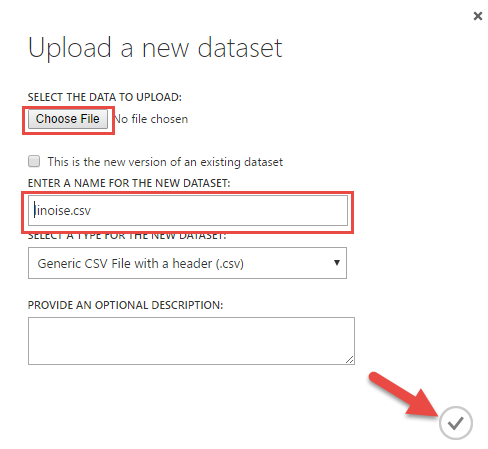 Upload a new dataset
SELECT THE DATA TO UPLOAD:
Choose File No file chosen
This is the new version of an existing dataset
ENTER A NAME FOR THE NEW DATASET:
linoise.csv
SELECT A TYPE FOR THE NEW DATASET:
Generic CSV File with a header (.csv)
PROVIDE AN OPTIONAL DESCRIPTION: